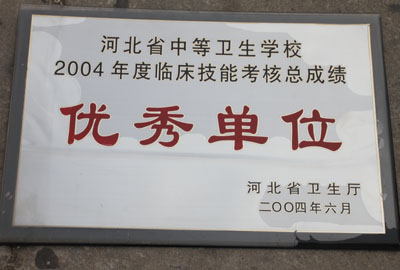 河北省中等卫生学校
2004年度临床技能考核总成绩
优秀单位
河北省卫生厅
二〇〇四年六月